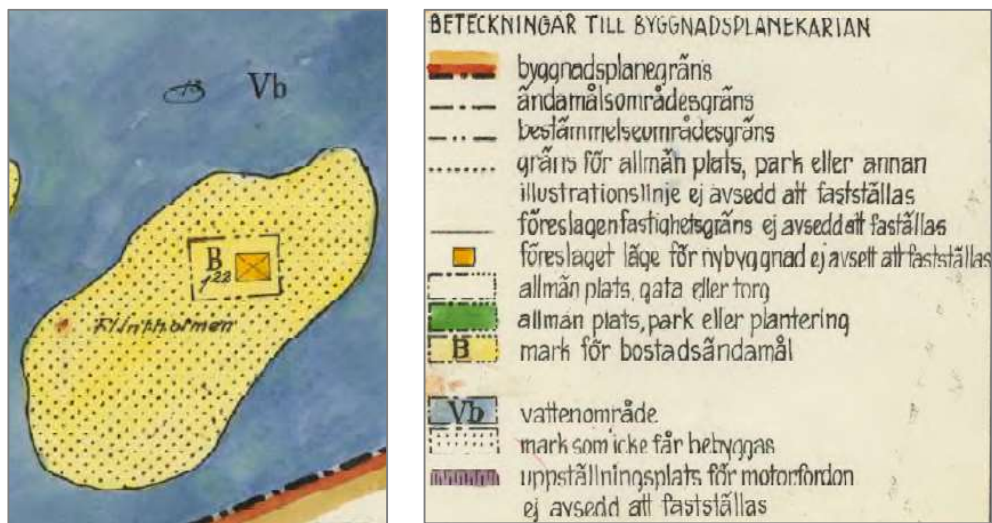 Vb
B
122
Flintholmen
BETECKNINGAR TILL BYGGNADSPLANEKARTAN
byggnadsplanegräns
ändamålsområdesgräns
bestämmelseområdesgräns
gräns för allmän plats, park eller annan
illustrationslinje ej avsedd att fastställas
föreslagen fastighetsgräns ej avsedd att faställas
föreslaget läge för nybyggnad ej avsett att fastställas
allmän plats, gata eller torg
allmän plats, park eller plantering
B mark för bostadsändamål
Vb vattenområde
mark som icke får bebyggas
uppställningsplats för motorfordon
ej avsedd att fastställas